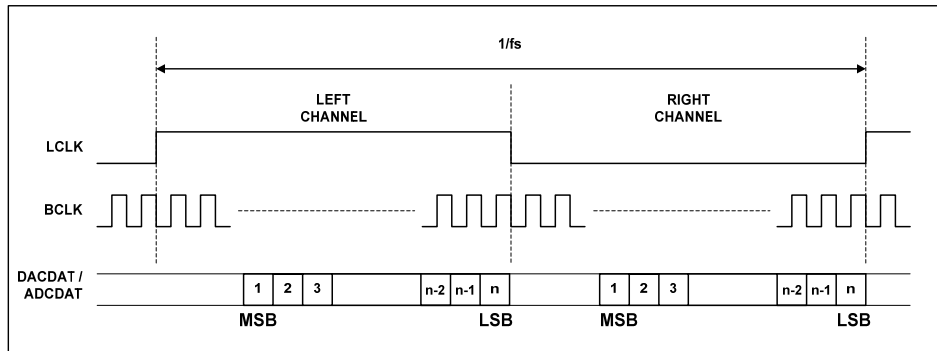 1/fs
LEFT
CHANNEL
RIGHT
CHANNEL
LCLK
BCLK
DACDAT /
ADCDAT
1 2 3 n-2 n-1 n 1 2 3 n-2 n-1 n
MSB LSB MSB LSB